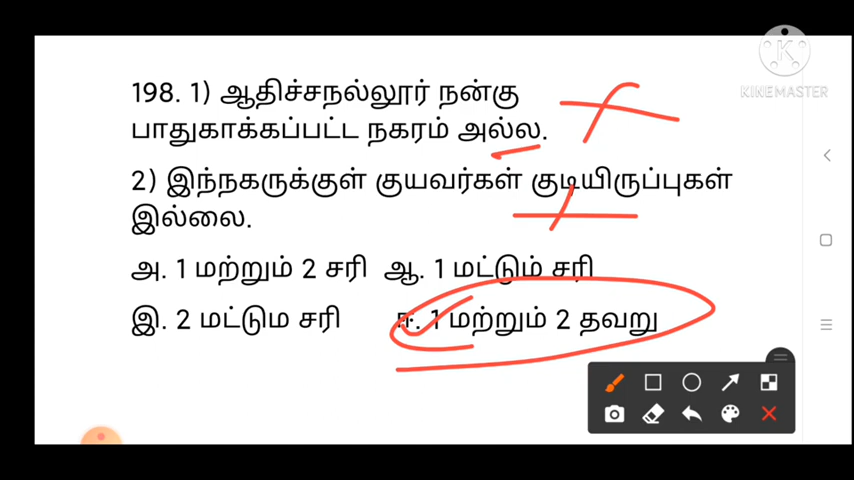 KINEMASTER
198. 1) ஆதிச்சநல்லூர் நன்கு
பாதுகாக்கப்பட்ட நகரம் அல்ல.
2) இந்நகருக்குள் குயவர்கள் குடியிருப்புகள்
இல்லை.
அ. 1 மற்றும் 2 சரி ஆ. 1 மட்டும் சரி
இ. 2 மட்டும சரி ஈ. 1 மற்றும் 2 தவறு